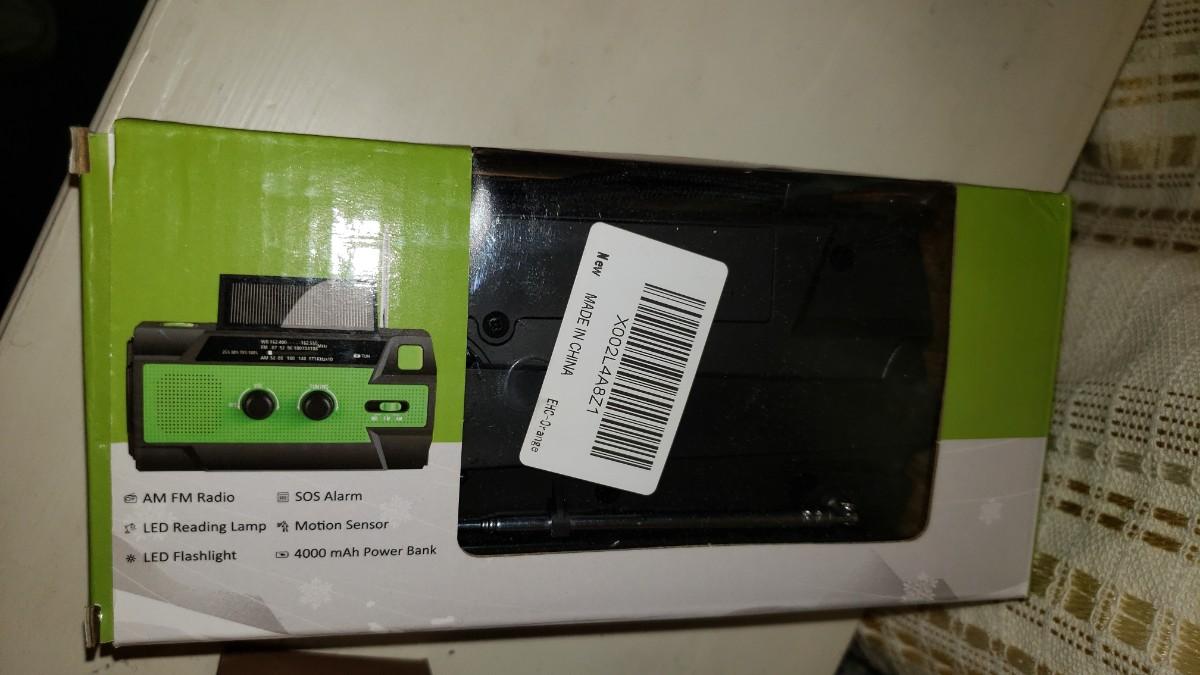 AM FM Radio
SOS Alarm
LED Reading Lamp
Motion Sensor
LED Flashlight
4000 mAh Power Bank
TUNING
X002L4A8Z1
New MADE IN CHINA EHC-Orange